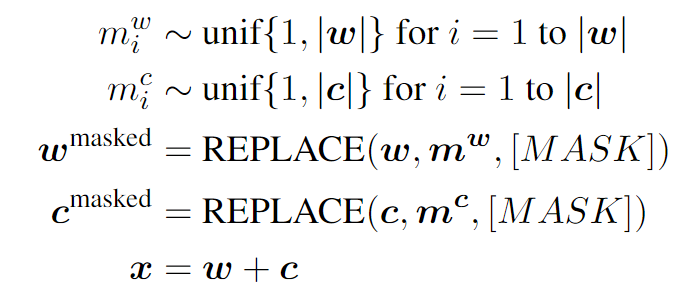 m_i^w ∼ unif{1, |w|} for i = 1 to |w|
m_i^c ∼ unif{1, |c|} for i = 1 to |c|
w^masked = REPLACE(w, m^w, [MASK])
c^masked = REPLACE(c, m^c, [MASK])
x = w + c